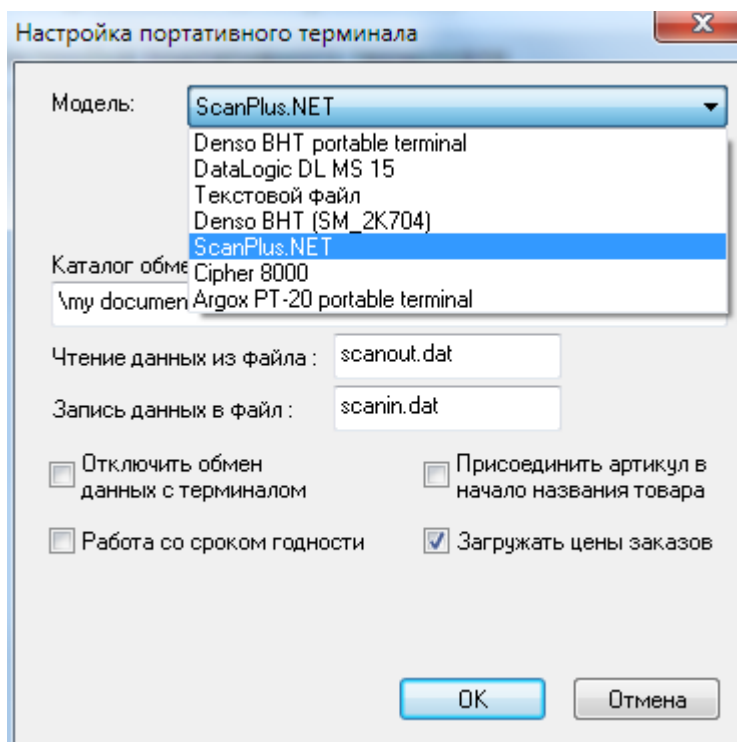 Настройка портативного терминала
Модель:
ScanPlus.NET
Denso BHT portable terminal
DataLogic DL MS 15
Текстовой файл
Denso BHT (SM_2K704)
ScanPlus.NET
Cipher 8000
Argox PT-20 portable terminal
Каталог обме
\my documen
Чтение данных из файла :
scanout.dat
Запись данных в файл :
scanin.dat
Отключить обмен
данных с терминалом
Присоединить артикул в
начало названия товара
Работа со сроком годности
Загружать цены заказов
OK
Отмена